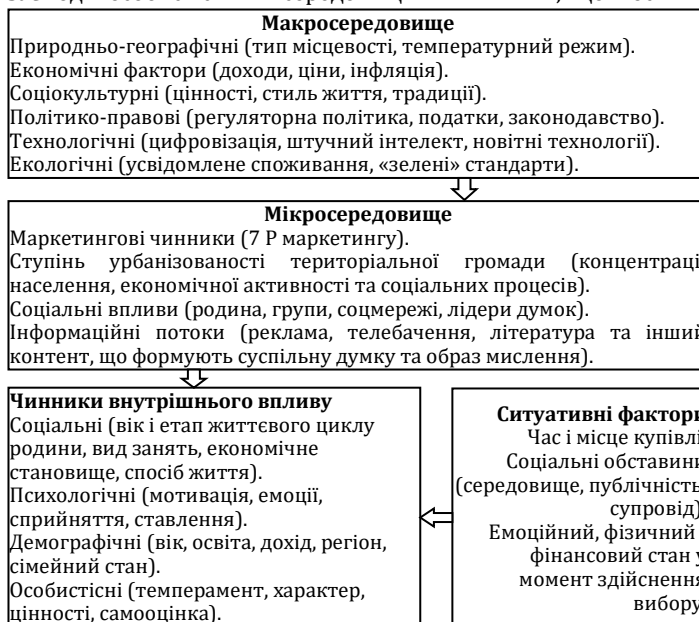 Макросередовище
Природньо-географічні (тип місцевості, температурний режим).
Економічні фактори (доходи, ціни, інфляція).
Соціокультурні (цінності, стиль життя, традиції).
Політико-правові (регуляторна політика, податки, законодавство).
Технологічні (цифровізація, штучний інтелект, новітні технології).
Екологічні (усвідомлене споживання, «зелені» стандарти).
Мікросередовище
Маркетингові чинники (7 Р маркетингу).
Ступінь урбанізованості територіальної громади (концентраці
населення, економічної активності та соціальних процесів).
Соціальні впливи (родина, групи, соцмережі, лідери думок).
Інформаційні потоки (реклама, телебачення, література та інший
контент, що формують суспільну думку та образ мислення).
Чинники внутрішнього впливу
Соціальні (вік і етап життєвого циклу
родини, вид занять, економічне
становище, спосіб життя).
Психологічні (мотивація, емоції,
сприйняття, ставлення).
Демографічні (вік, освіта, дохід, регіон,
сімейний стан).
Особистісні (темперамент, характер,
цінності, самооцінка).
Ситуативні фактори
Час і місце купівлі
Соціальні обставини
(середовище, публічність,
супровід)
Емоційний, фізичний
фінансовий стан у
момент здійснення
вибору